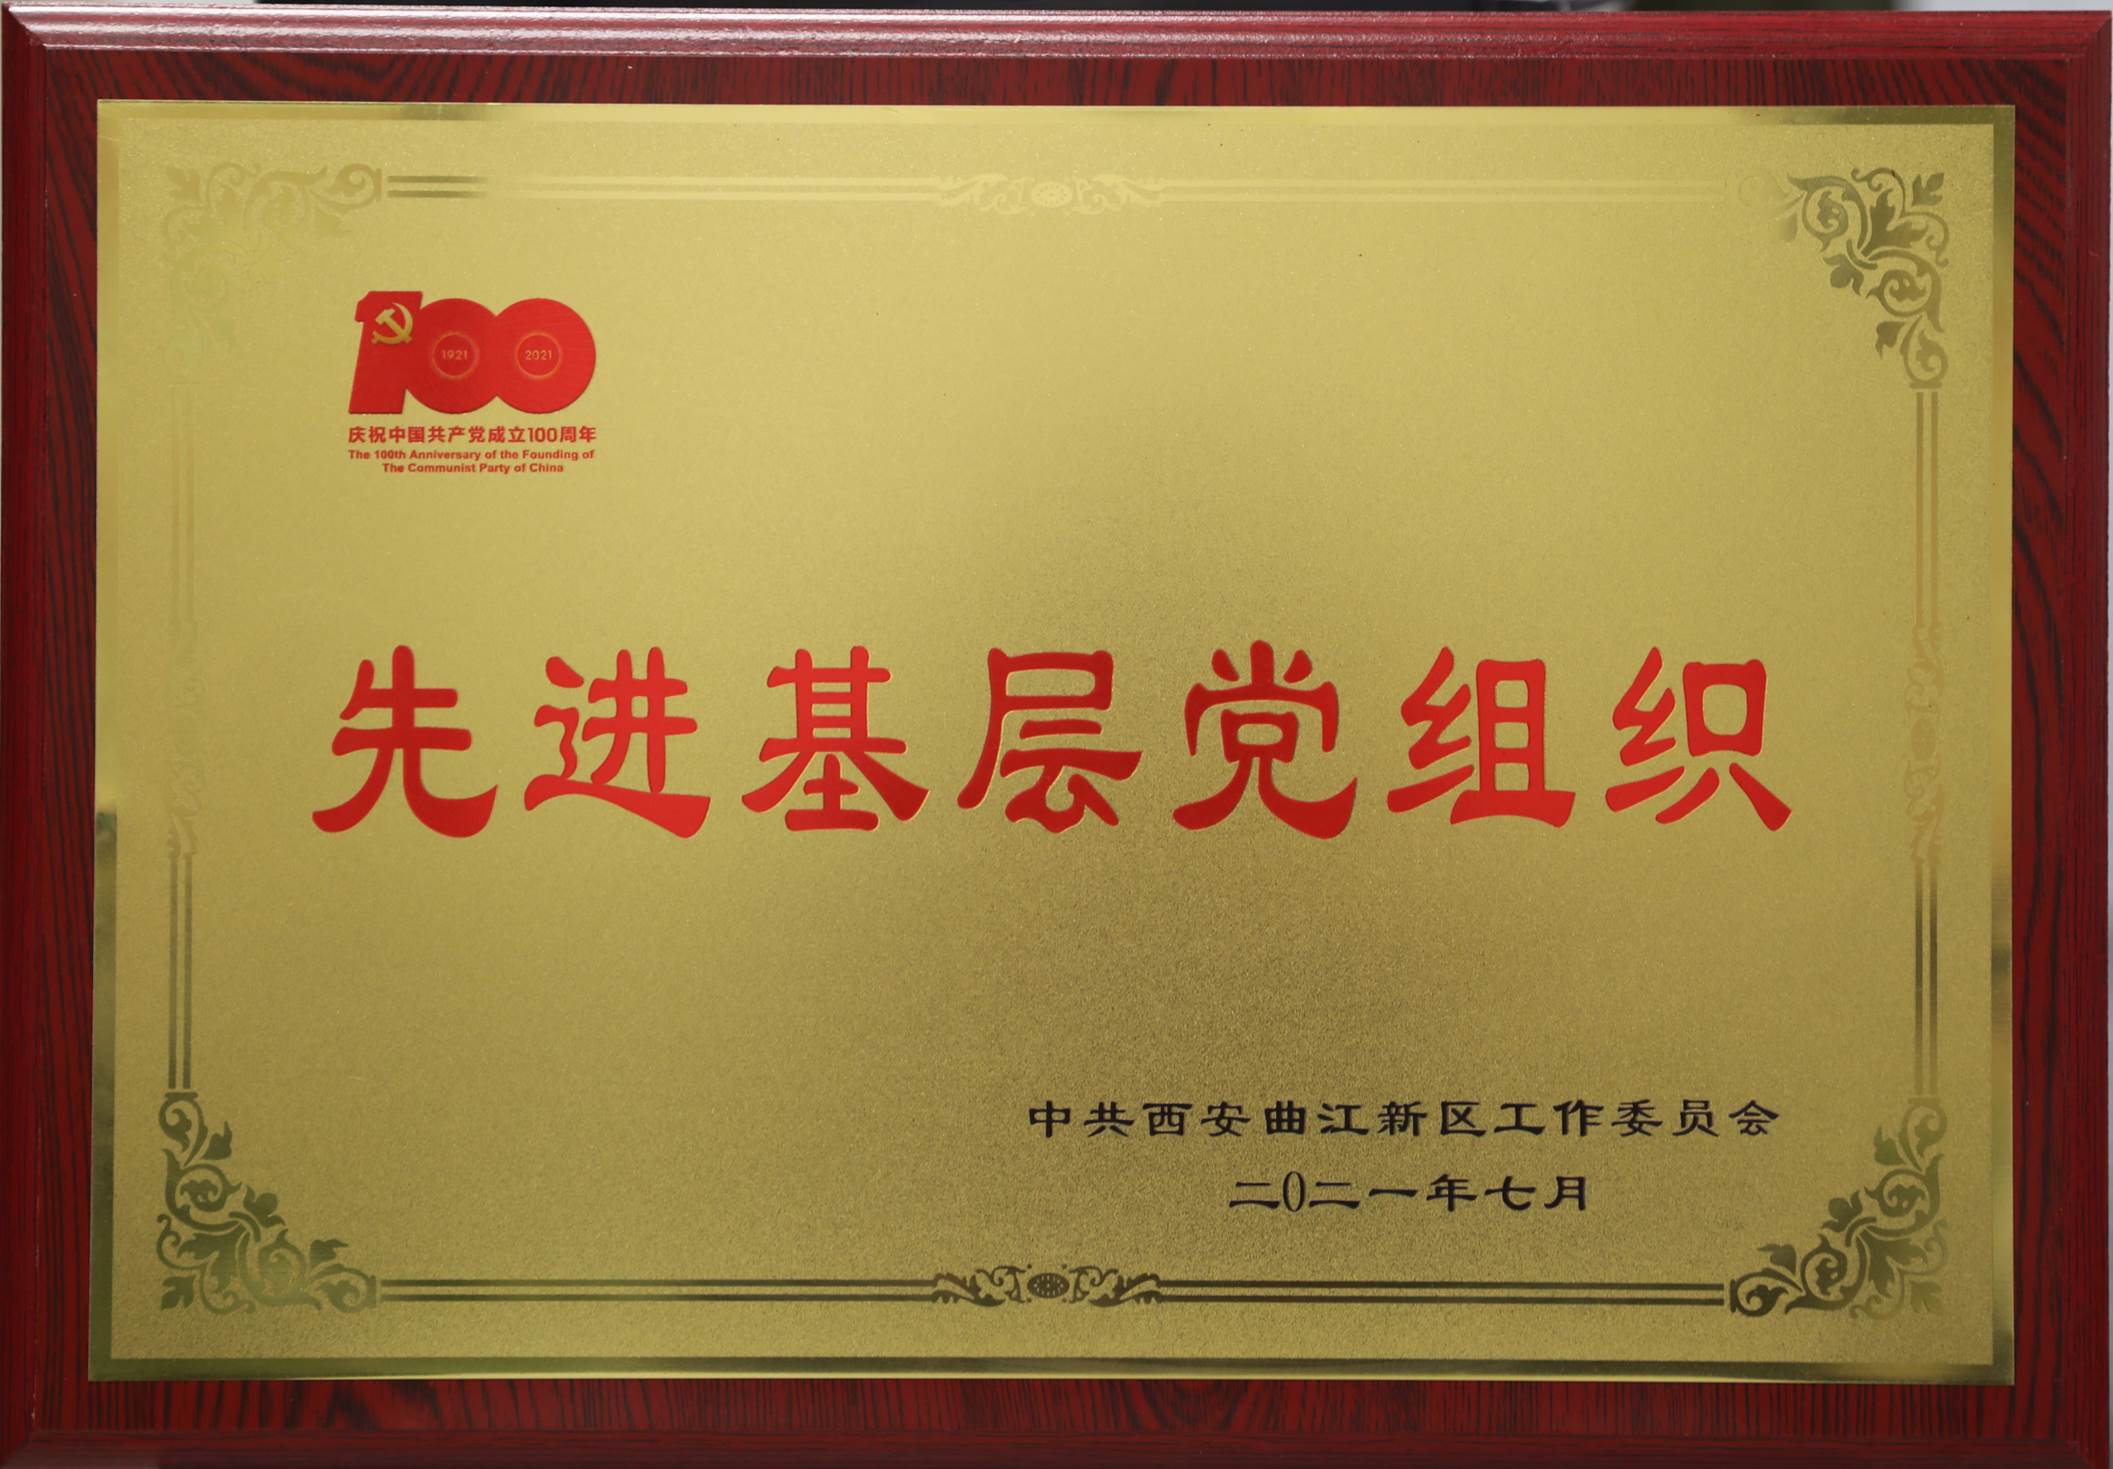 1921 2021
庆祝中国共产党成立100周年
The 100th Anniversary of the Founding of
The Communist Party of China
先进基层党组织
中共西安曲江新区工作委员会
二0二一年七月